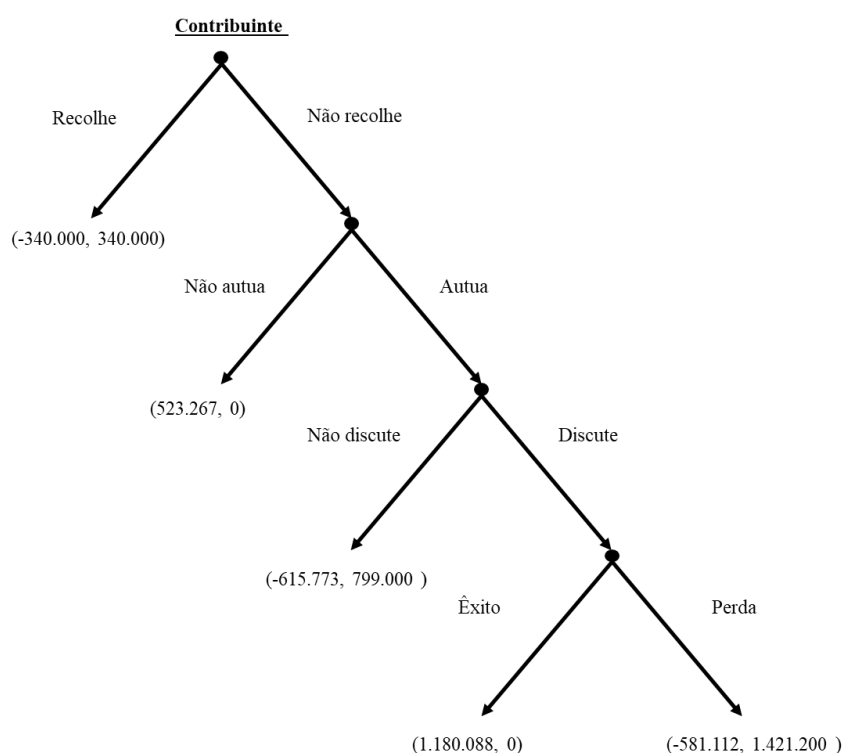 Contribuinte
Recolhe
Não recolhe
(-340.000, 340.000)
Não autua
Autua
(523.267, 0)
Não discute
Discute
(-615.773, 799.000 )
Êxito
Perda
(1.180.088, 0)
(-581.112, 1.421.200 )